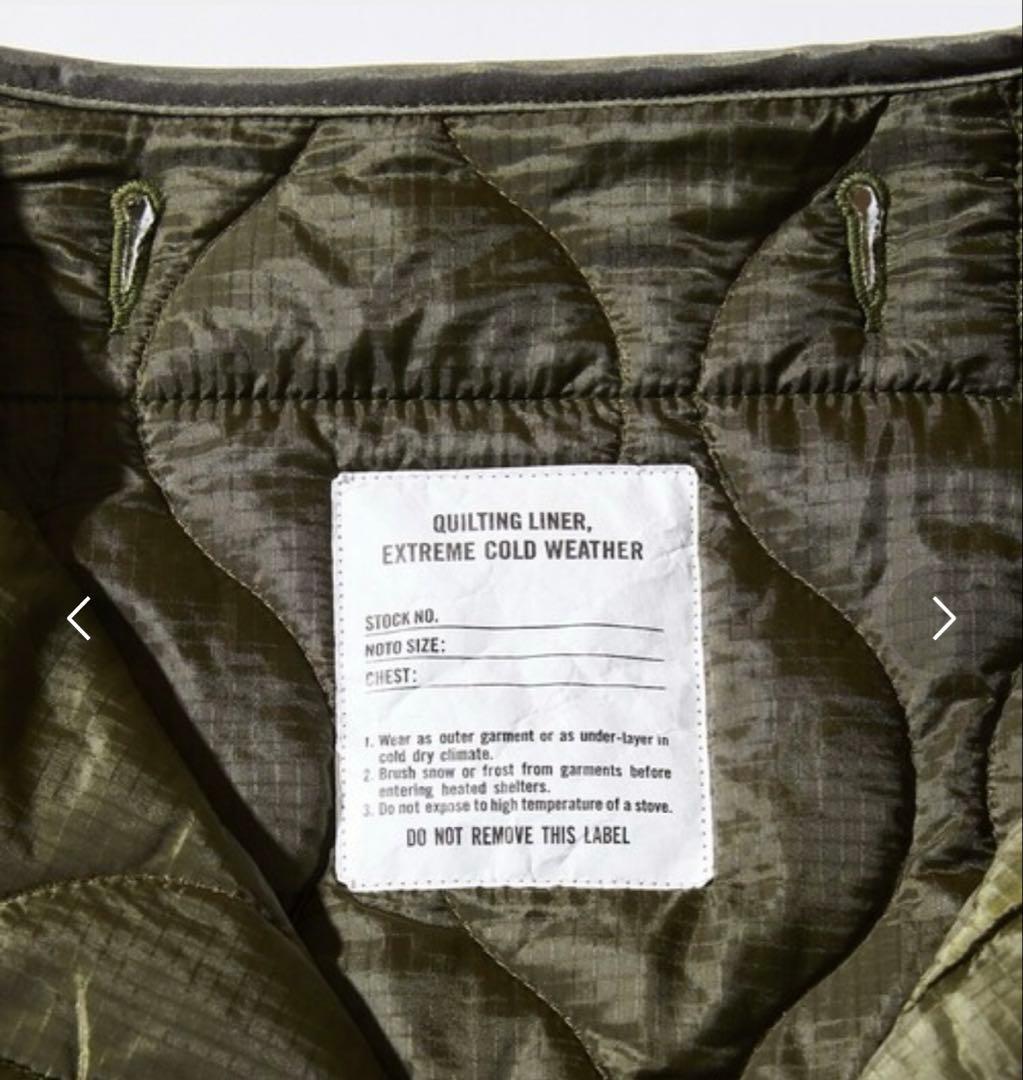 QUILTING LINER,
EXTREME COLD WEATHER
STOCK NO.
NOTO SIZE:
CHEST:
1. Wear as outer garment or as under-layer in
cold dry climate.
2. Brush snow or frost from garments before
entering heated shelters.
3. Do not expose to high temperature of a stove.
DO NOT REMOVE THIS LABEL